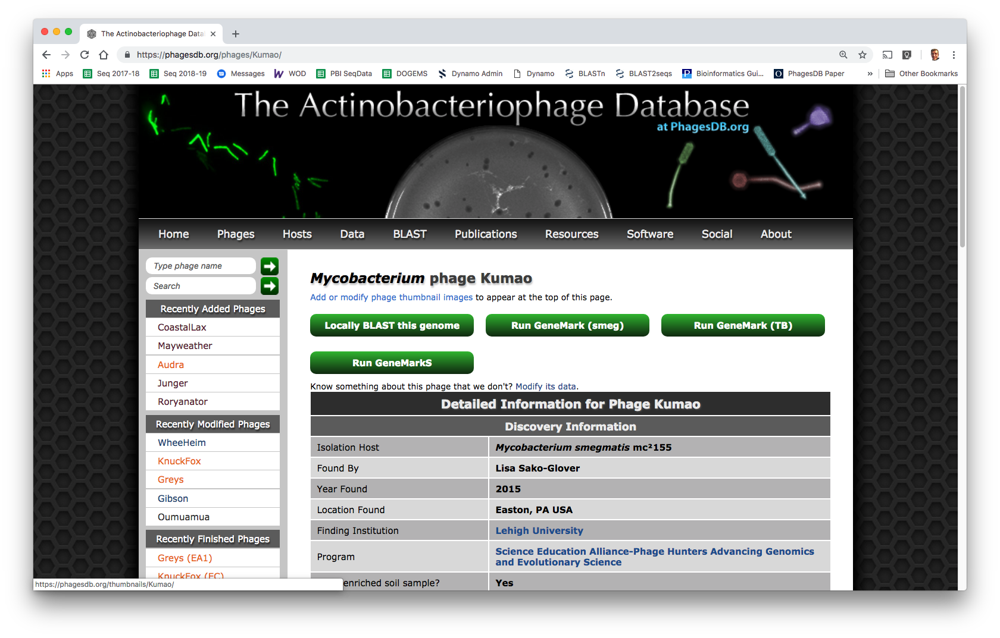 The Actinobacteriophage Data
https://phagesdb.org/phages/Kumao/
Apps Seq 2017-18 Seq 2018-19 Messages WOD PBI SeqData DOGEMS Dynamo Admin Dynamo BLASTn BLAST2seqs Bioinformatics Gui... PhagesDB Paper » Other Bookmarks
The Actinobacteriophage Database
at PhagesDB.org
Home Phages Hosts Data BLAST Publications Resources Software Social About
Type phage name
Search
Recently Added Phages
CoastalLax
Mayweather
Audra
Junger
Roryanator
Recently Modified Phages
WheeHeim
KnuckFox
Greys
Gibson
Oumuamua
Recently Finished Phages
Greys (EA1)
KnuckFox (FC)
Mycobacterium phage Kumao
Add or modify phage thumbnail images to appear at the top of this page.
Locally BLAST this genome Run GeneMark (smeg) Run GeneMark (TB)
Run GeneMarkS
Know something about this phage that we don't? Modify its data.
Detailed Information for Phage Kumao
Discovery Information
Isolation Host Mycobacterium smegmatis mc²155
Found By Lisa Sako-Glover
Year Found 2015
Location Found Easton, PA USA
Finding Institution Lehigh University
Program Science Education Alliance-Phage Hunters Advancing Genomics
and Evolutionary Science
enriched soil sample? Yes
https://phagesdb.org/thumbnails/Kumao/